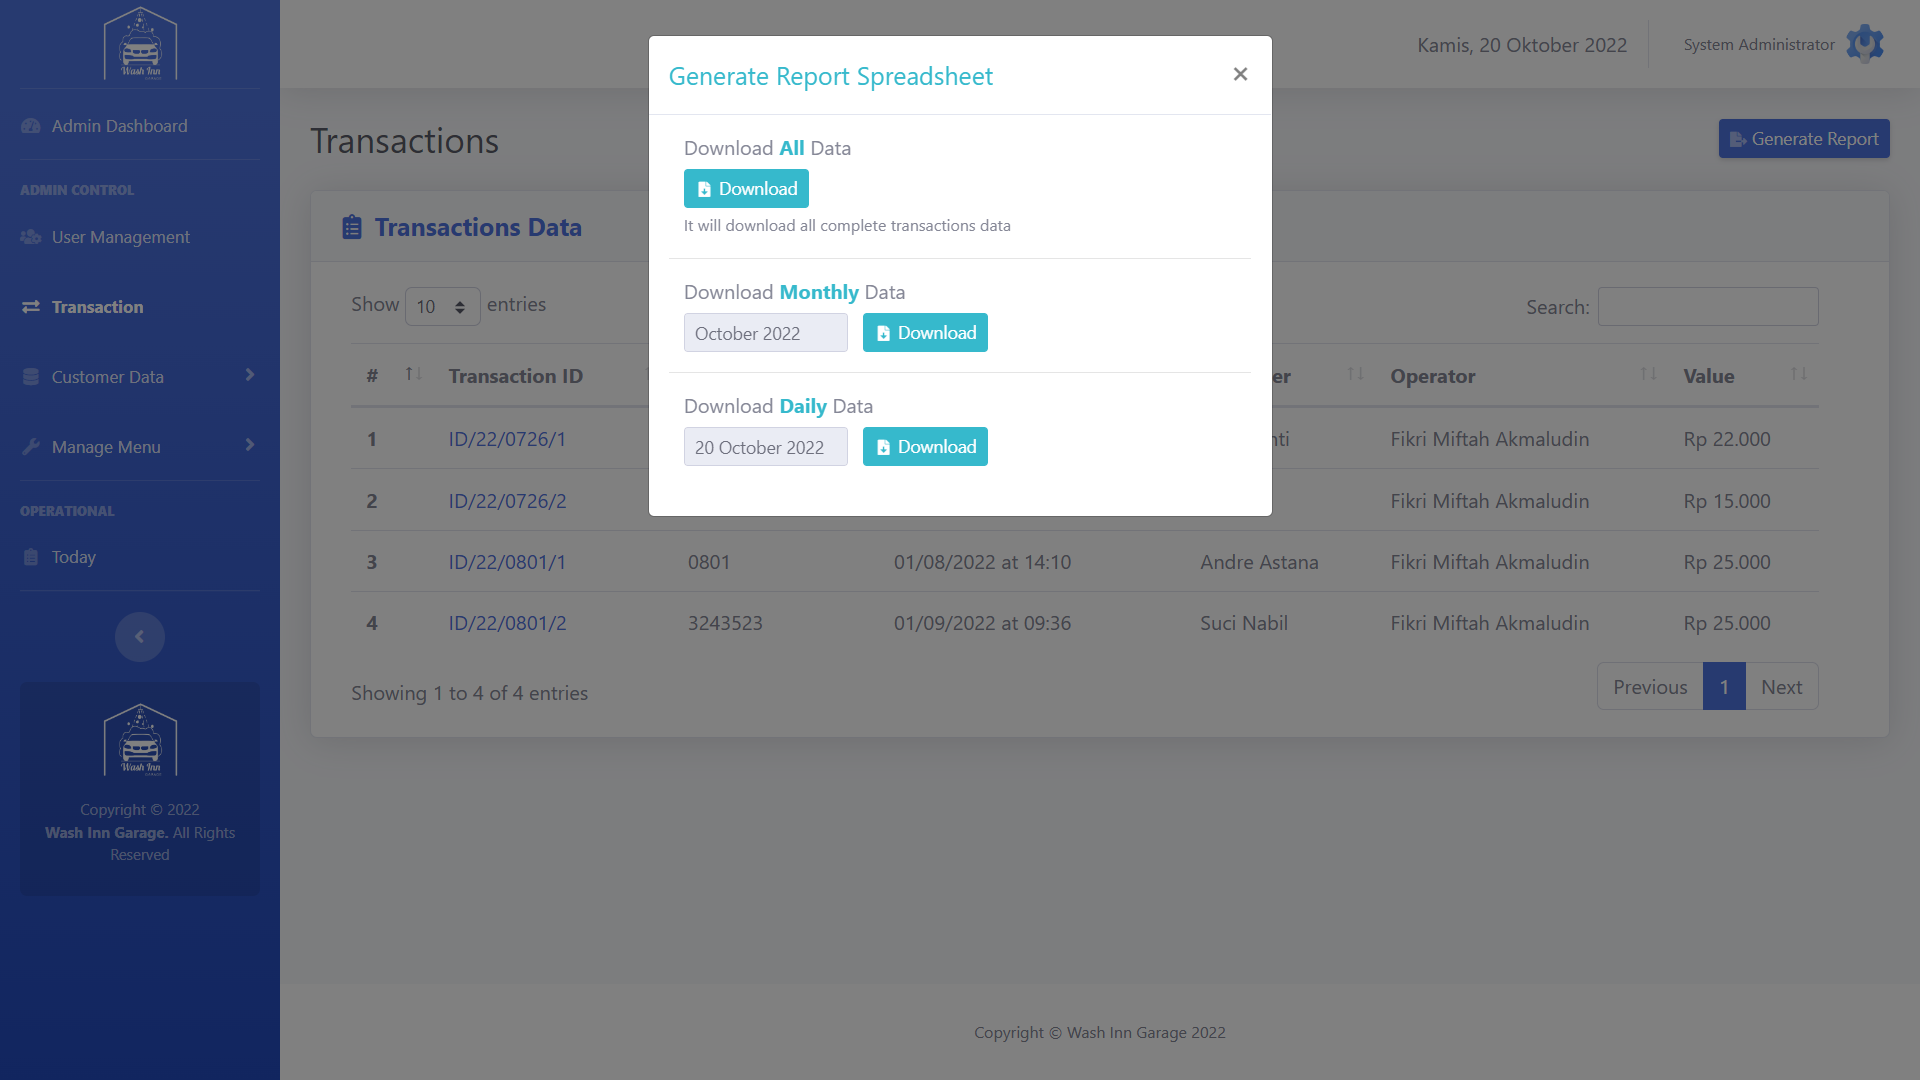 Wash Inn
Admin Dashboard
ADMIN CONTROL
User Management
Transaction
Customer Data
Manage Menu
OPERATIONAL
Today
Wash Inn
Copyright © 2022
Wash Inn Garage. All Rights
Reserved
Kamis, 20 Oktober 2022
System Administrator
Transactions
Generate Report
Transactions Data
Show 10 entries
Search:
# Transaction ID er Operator Value
1 ID/22/0726/1 nti Fikri Miftah Akmaludin Rp 22.000
2 ID/22/0726/2 Fikri Miftah Akmaludin Rp 15.000
3 ID/22/0801/1 0801 01/08/2022 at 14:10 Andre Astana Fikri Miftah Akmaludin Rp 25.000
4 ID/22/0801/2 3243523 01/09/2022 at 09:36 Suci Nabil Fikri Miftah Akmaludin Rp 25.000
Showing 1 to 4 of 4 entries
Previous 1 Next
Generate Report Spreadsheet ×
Download All Data
Download
It will download all complete transactions data
Download Monthly Data
October 2022 Download
Download Daily Data
20 October 2022 Download
Copyright © Wash Inn Garage 2022